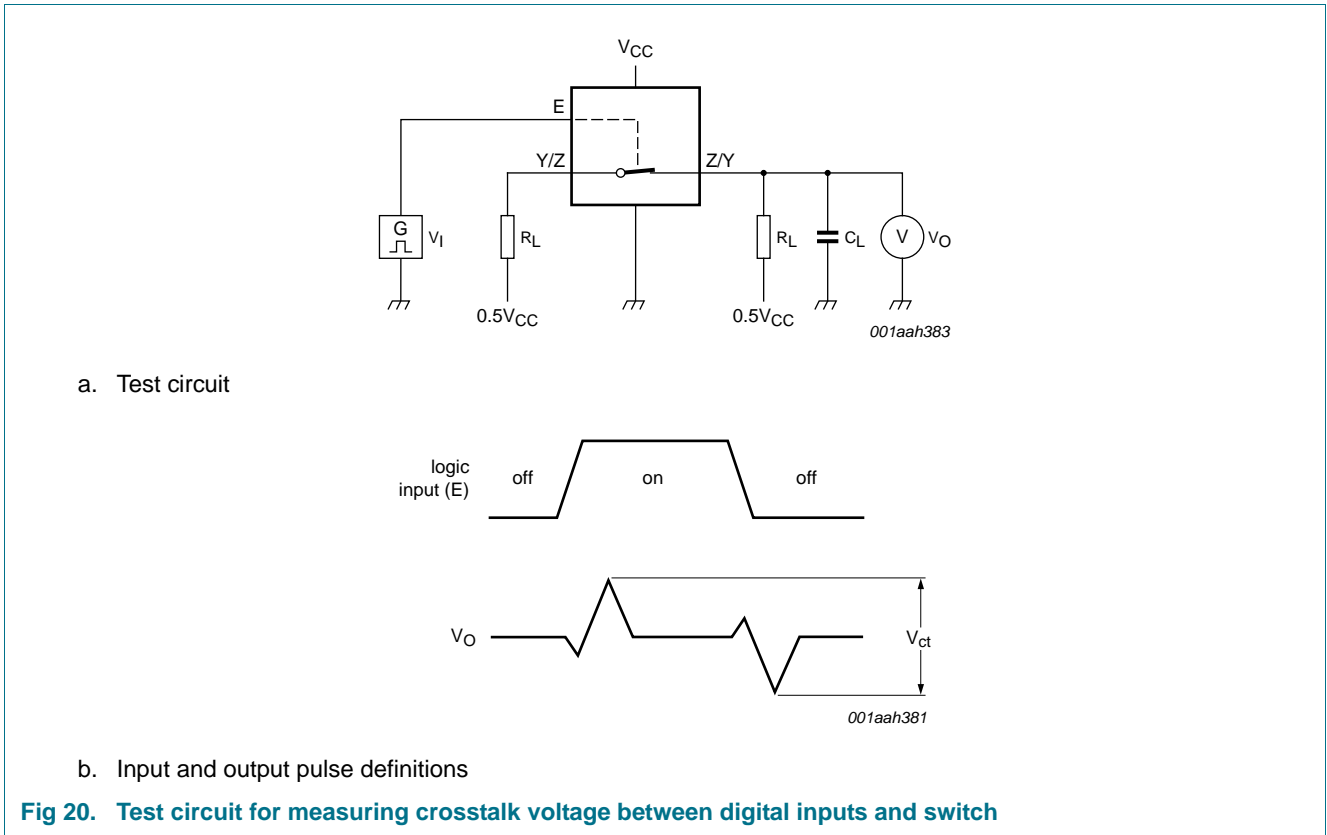 VCC
E
Y/Z
Z/Y
G
VI
RL
RL
CL
V
VO
0.5VCC
0.5VCC
001aah383
a. Test circuit
logic
input (E)
off
on
off
VO
Vct
001aah381
b. Input and output pulse definitions
Fig 20. Test circuit for measuring crosstalk voltage between digital inputs and switch